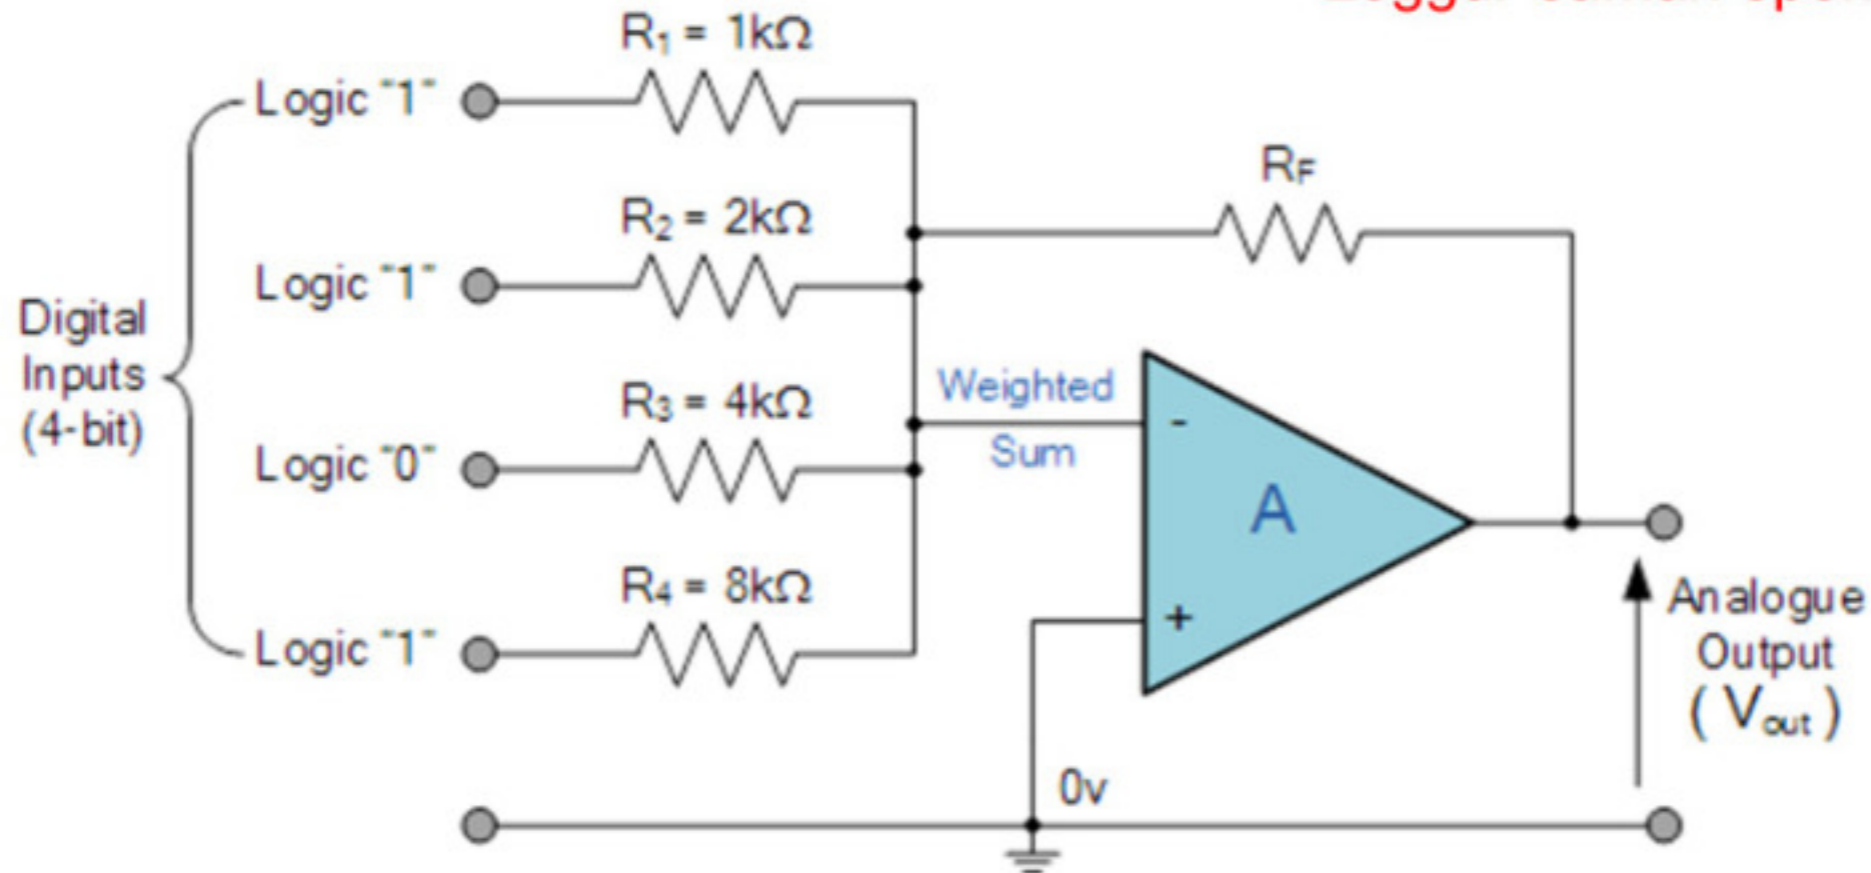 R₁ = 1kΩ
Logic "1"
R₂ = 2kΩ
Logic "1"
R₃ = 4kΩ
Logic "0"
R₄ = 8kΩ
Logic "1"
Digital
Inputs
(4-bit)
RF
Weighted
Sum
-
A
+
0v
Analogue
Output
( Vout )